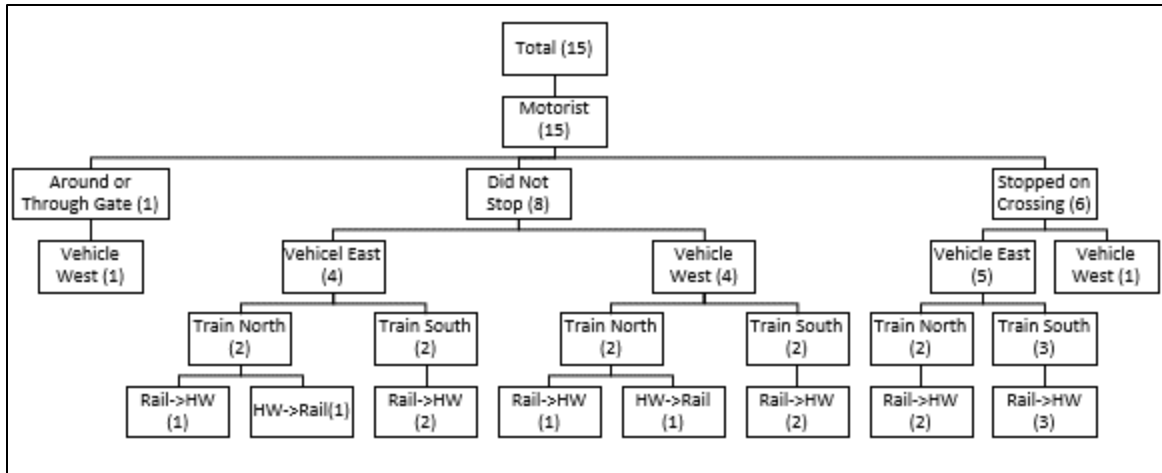 Total (15)
Motorist
(15)
Around or
Through Gate (1)
Did Not
Stop (8)
Stopped on
Crossing (6)
Vehicle
West (1)
Vehicel East
(4)
Vehicle
West (4)
Vehicle East
(5)
Vehicle
West (1)
Train North
(2)
Train South
(2)
Train North
(2)
Train South
(2)
Train North
(2)
Train South
(3)
Rail->HW
(1)
HW->Rail(1)
Rail->HW
(2)
Rail->HW
(1)
HW->Rail
(1)
Rail->HW
(2)
Rail->HW
(2)
Rail->HW
(3)